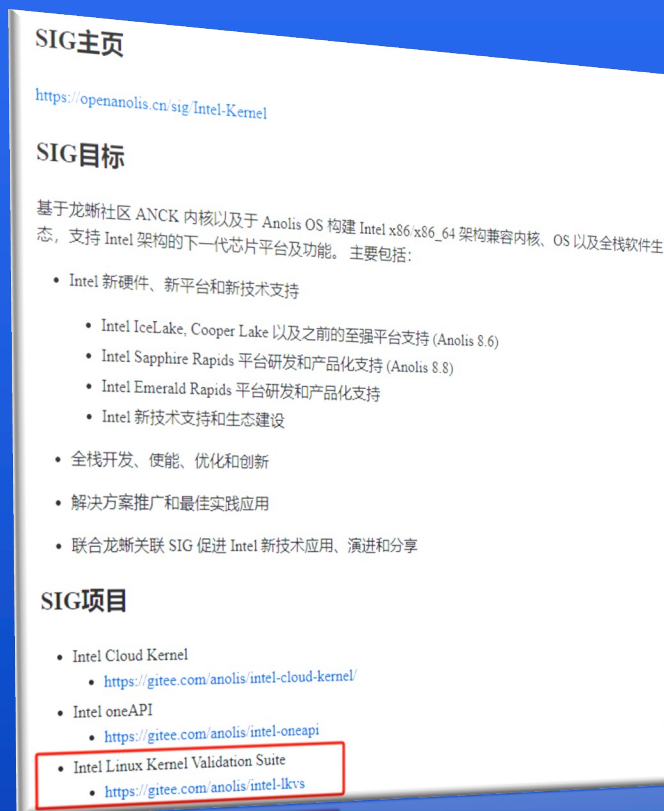 SIG主页
https://openanolis.cn/sig/Intel-Kernel
SIG目标
基于龙蜥社区 ANCK 内核以及于 Anolis OS 构建 Intel x86/x86_64 架构兼容内核、OS 以及全栈软件生
态，支持 Intel 架构的下一代芯片平台及功能。 主要包括：
• Intel 新硬件、新平台和新技术支持
• Intel IceLake, Cooper Lake 以及之前的至强平台支持 (Anolis 8.6)
• Intel Sapphire Rapids 平台研发和产品化支持 (Anolis 8.8)
• Intel Emerald Rapids 平台研发和产品化支持
• Intel 新技术支持和生态建设
• 全栈开发、使能、优化和创新
• 解决方案推广和最佳实践应用
• 联合龙蜥关联 SIG 促进 Intel 新技术应用、演进和分享
SIG项目
• Intel Cloud Kernel
• https://gitee.com/anolis/intel-cloud-kernel/
• Intel oneAPI
• https://gitee.com/anolis/intel-oneapi
• Intel Linux Kernel Validation Suite
• https://gitee.com/anolis/intel-lkvs